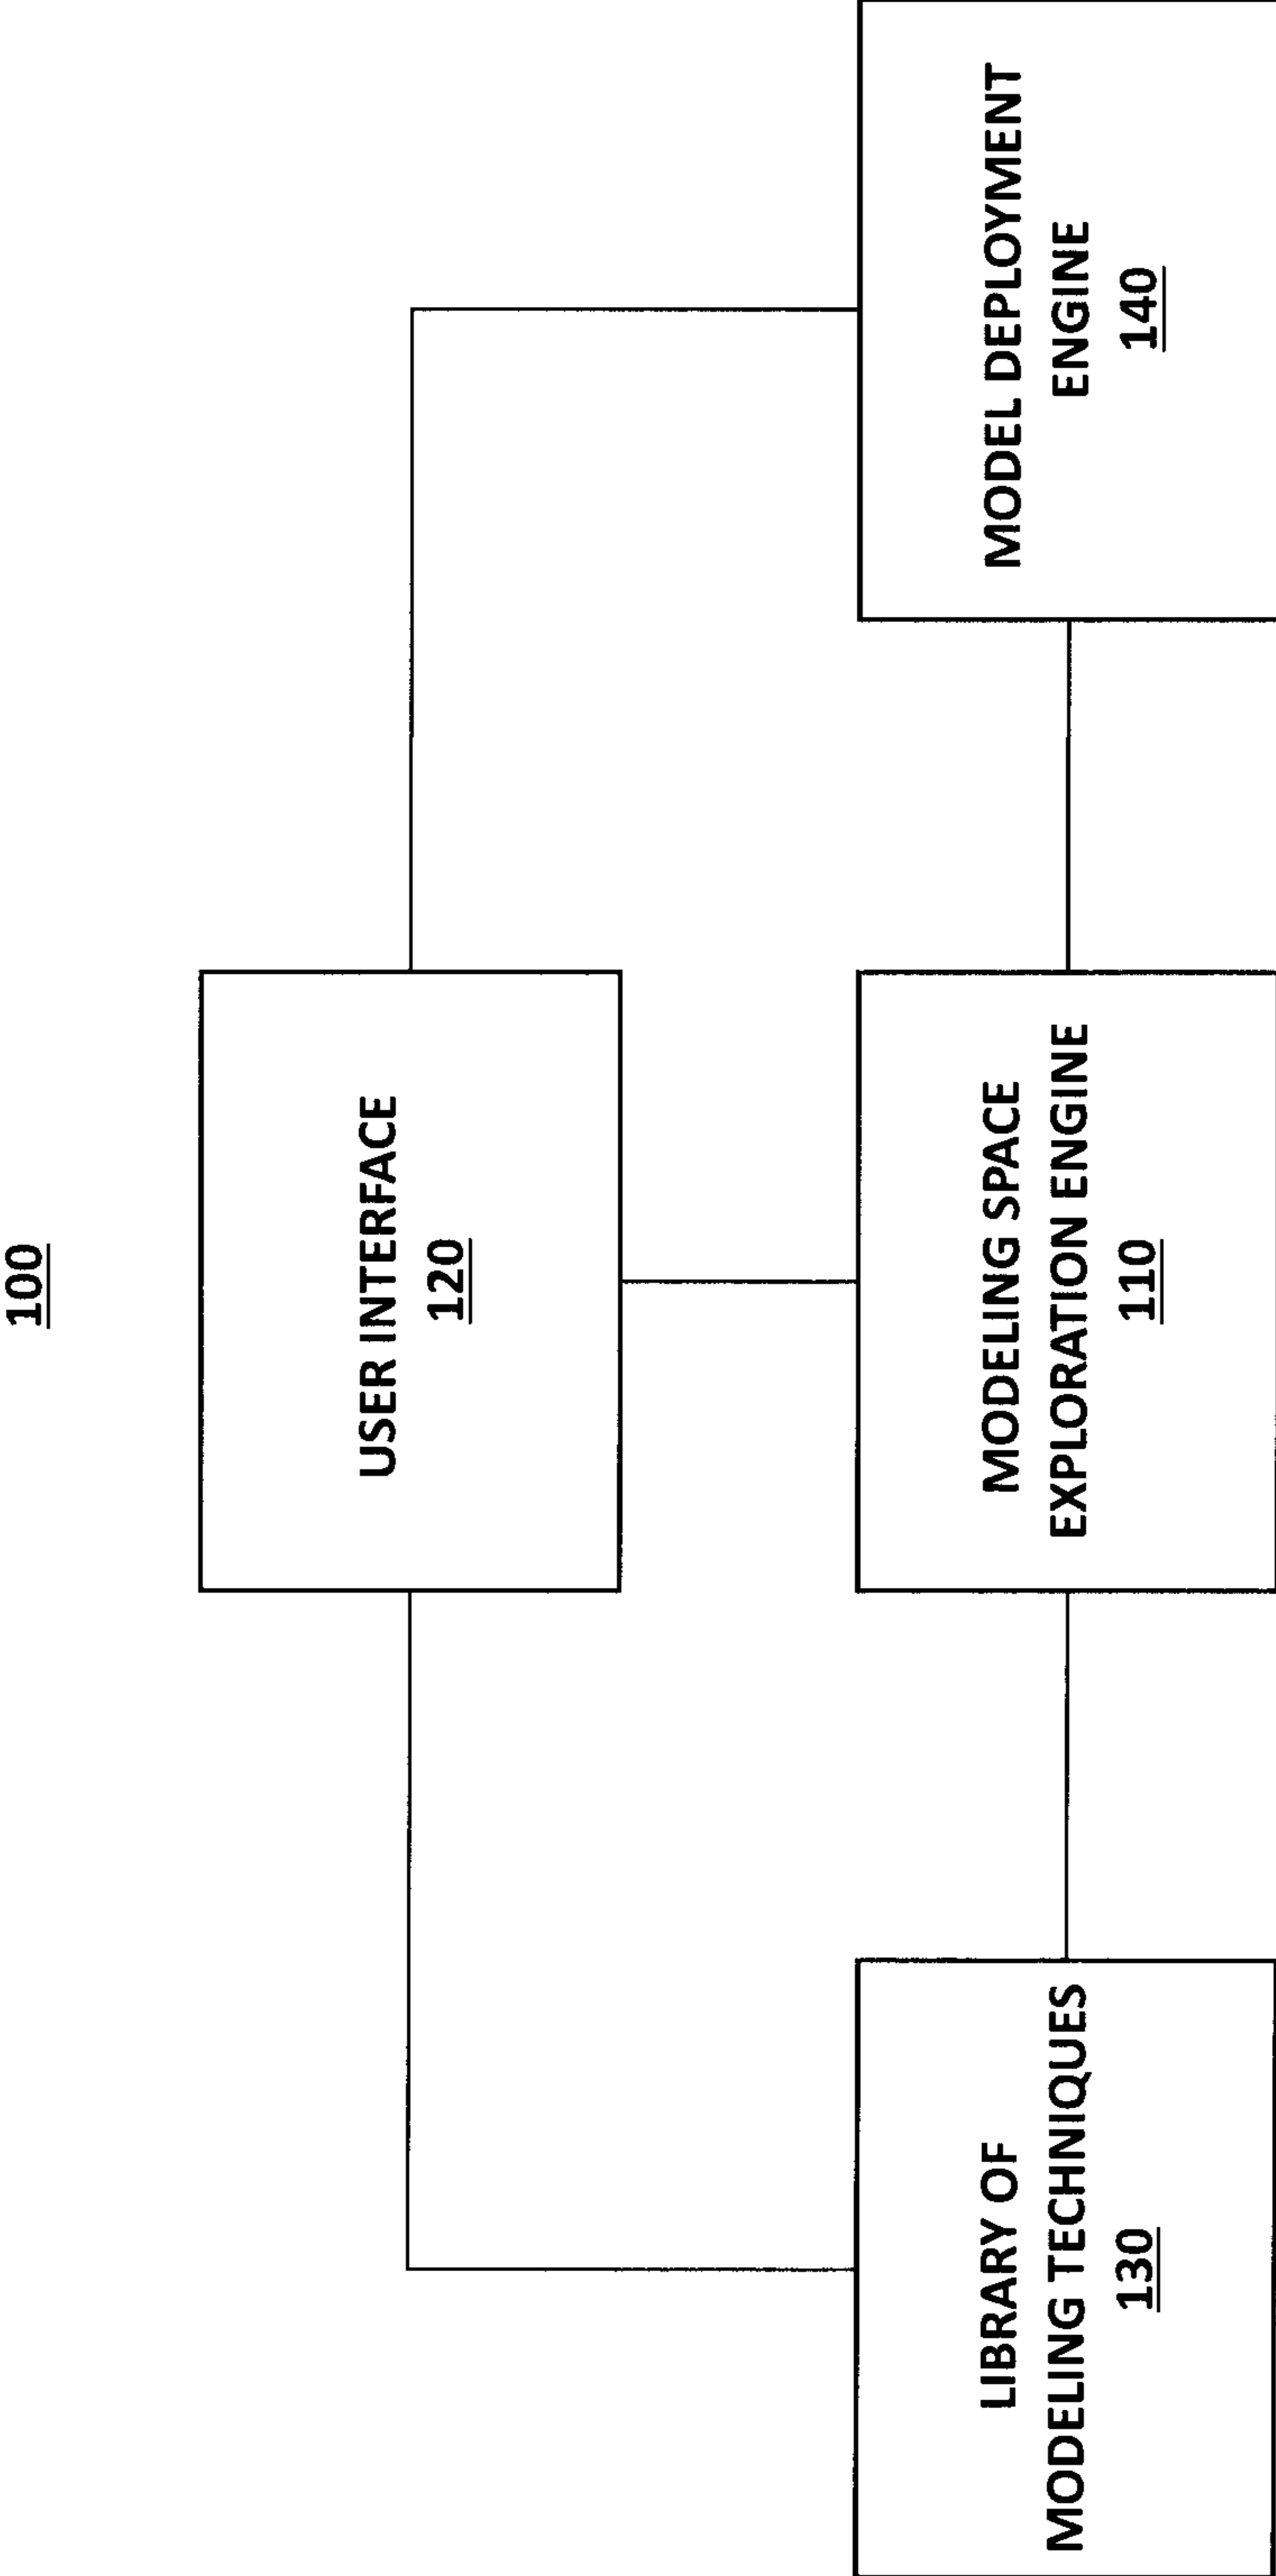 100
USER INTERFACE
120
LIBRARY OF
MODELING TECHNIQUES
130
MODELING SPACE
EXPLORATION ENGINE
110
MODEL DEPLOYMENT
ENGINE
140